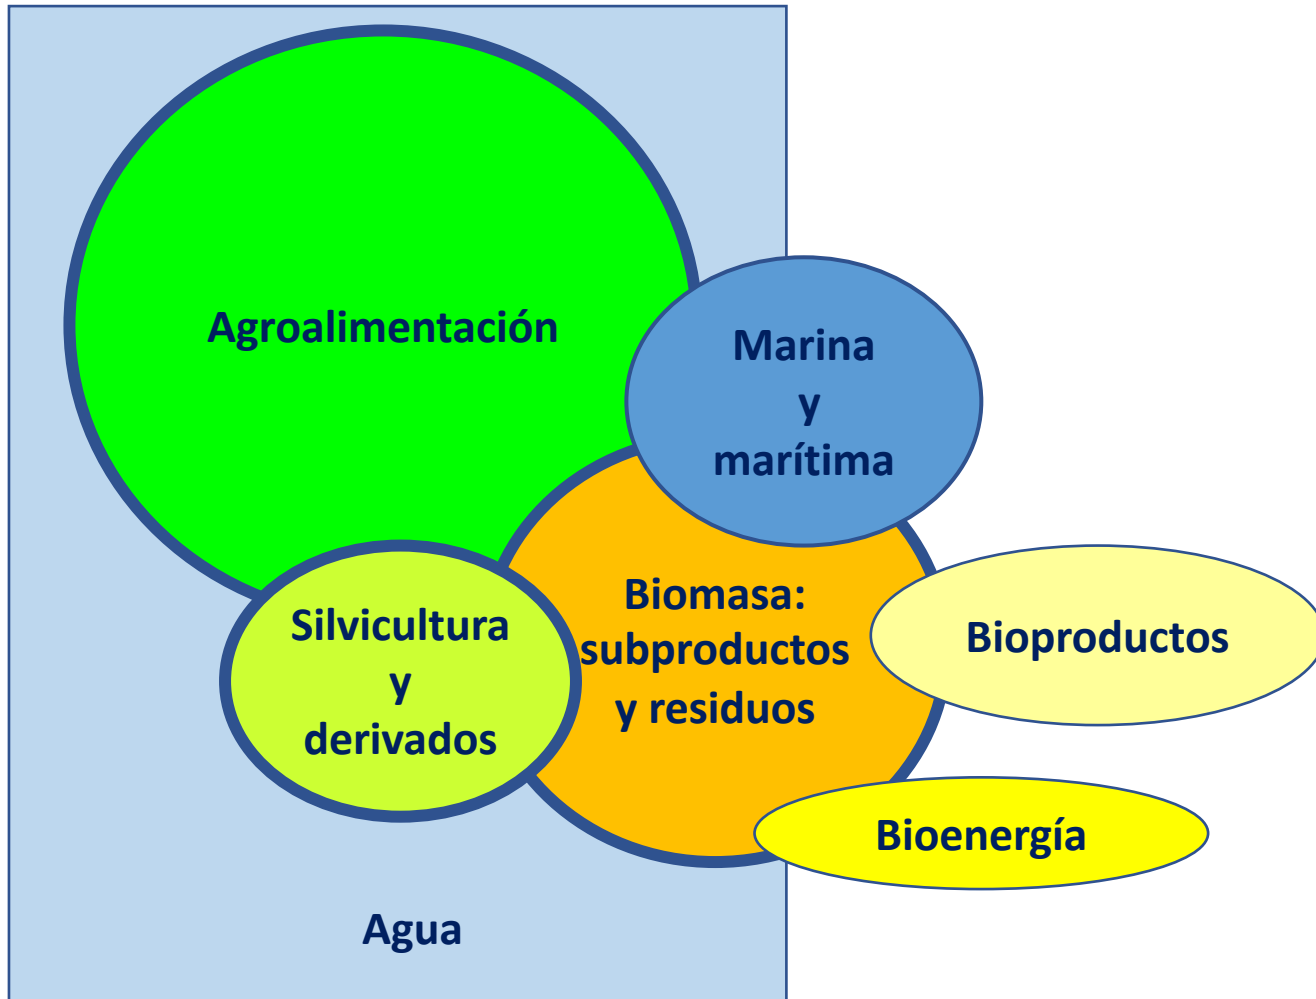 Agroalimentación
Marina
y
marítima
Biomasa:
subproductos
y residuos
Silvicultura
y
derivados
Bioproductos
Bioenergía
Agua